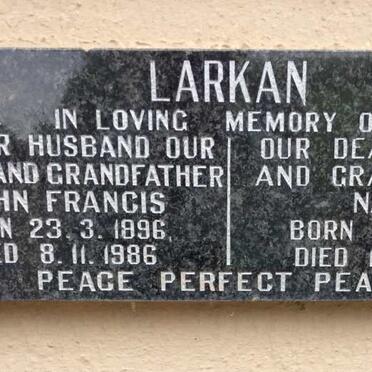 LARKAN
IN LOVING MEMORY O
R HUSBAND OUR OUR DEA
AND GRANDFATHER AND GRA
HN FRANCIS NA
N 23.3.1896 BORN
ED 8.11.1986 DIED
PEACE PERFECT PEA